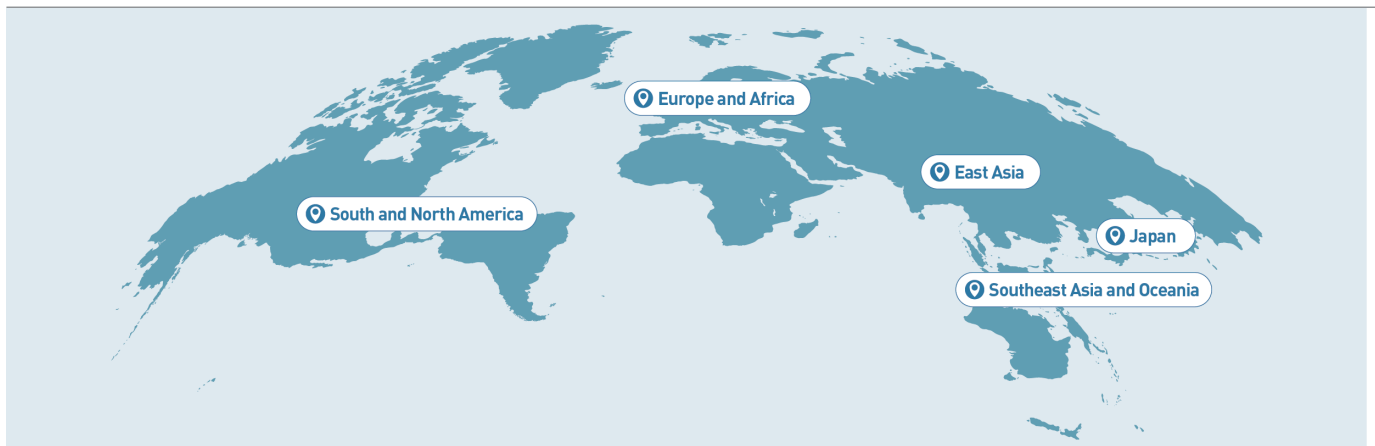 Europe and Africa
East Asia
South and North America
Japan
Southeast Asia and Oceania